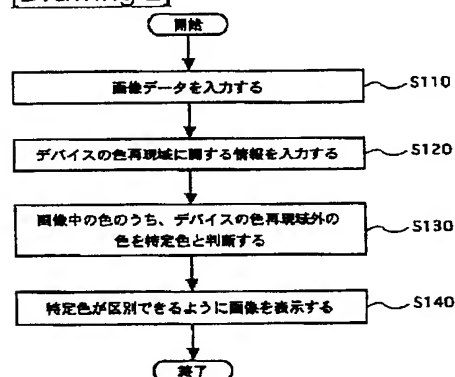 [Drawing 2]
開始
画像データを入力する
S110
デバイスの色再現域に関する情報を入力する
S120
画像中の色のうち、デバイスの色再現域外の
色を特定色と判断する
S130
特定色が区別できるように画像を表示する
S140
終了